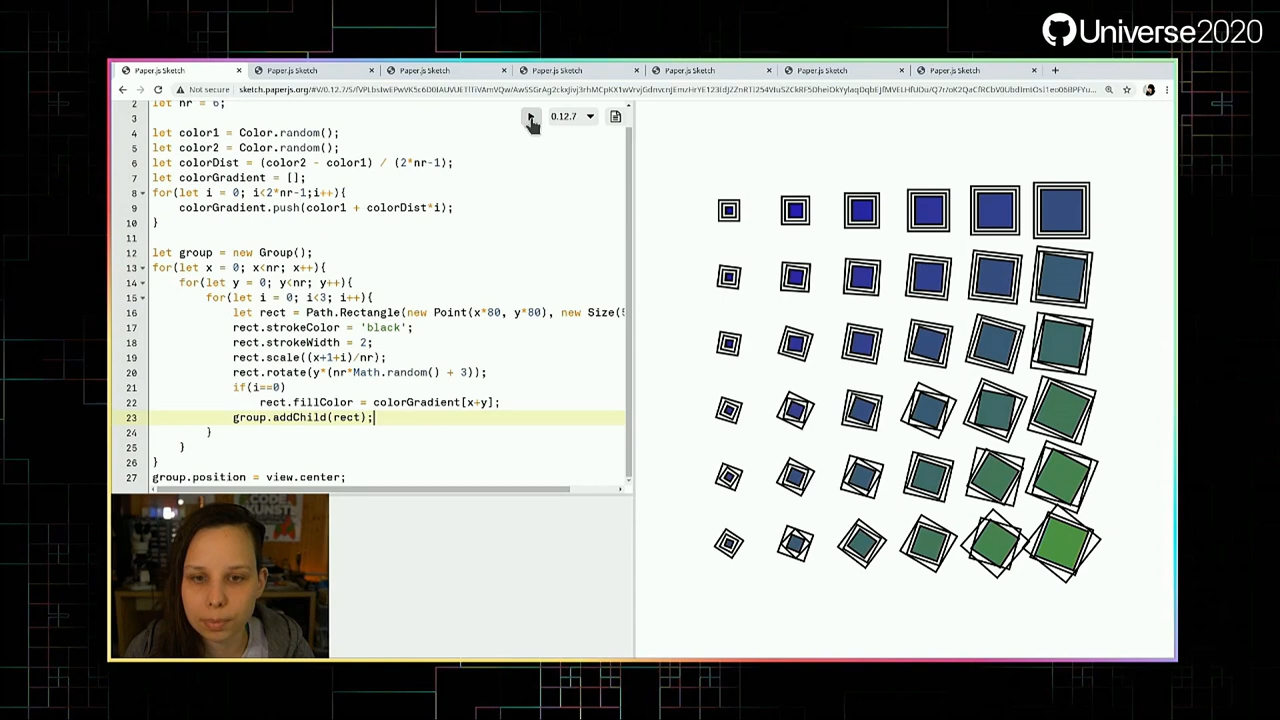 Universe2020
Paper.js Sketch
Paper.js Sketch
Paper.js Sketch
Paper.js Sketch
Paper.js Sketch
Paper.js Sketch
Paper.js Sketch
Not secure
0.12.7
2 let nr = 6;
3
4 let color1 = Color.random();
5 let color2 = Color.random();
6 let colorDist = (color2 - color1) / (2*nr-1);
7 let colorGradient = [];
8 for(let i = 0; i<2*nr-1;i++){
9 colorGradient.push(color1 + colorDist*i);
10 }
11
12 let group = new Group();
13 for(let x = 0; x<nr; x++){
14 for(let y = 0; y<nr; y++){
15 for(let i = 0; i<3; i++){
16 let rect = Path.Rectangle(new Point(x*80, y*80), new Size(
17 rect.strokeColor = 'black';
18 rect.strokeWidth = 2;
19 rect.scale((x+1+i)/nr);
20 rect.rotate(y*(nr*Math.random() + 3));
21 if(i==0)
22 rect.fillColor = colorGradient[x+y];
23 group.addChild(rect);
24 }
25 }
26 }
27 group.position = view.center;
CODE
KUNST